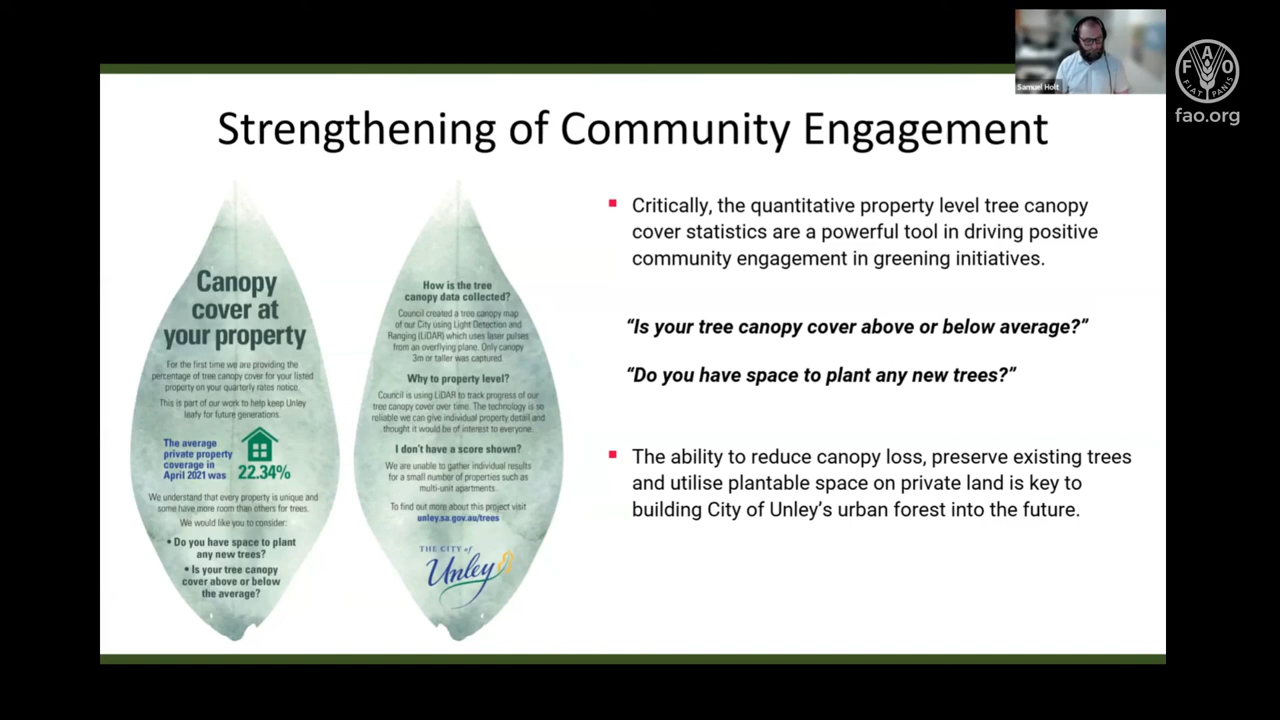 Samuel Holt
FAO
FIAT PANIS
fao.org
Strengthening of Community Engagement
Canopy
cover at
your property
For the first time we are providing the
percentage of tree canopy cover for your listed
property on your quarterly rates notice.
This is part of our work to help keep Unley
leafy for future generations.
The average
private property
coverage in
April 2021 was
22.34%
We understand that every property is unique and
some have more room than others for trees.
We would like you to consider:
• Do you have space to plant
any new trees?
• Is your tree canopy
cover above or below
the average?
How is the tree
canopy data collected?
Council created a tree canopy map
of our City using Light Detection and
Ranging (LiDAR) which uses laser pulses
from an overflying plane. Only canopy
3m or taller was captured.
Why to property level?
Council is using LiDAR to track progress of our
tree canopy cover over time. The technology is so
reliable we can give individual property detail and
thought it would be of interest to everyone.
I don't have a score shown?
We are unable to gather individual results
for a small number of properties such as
multi-unit apartments.
To find out more about this project visit
unley.sa.gov.au/trees
THE CITY of
Unley
▪ Critically, the quantitative property level tree canopy
cover statistics are a powerful tool in driving positive
community engagement in greening initiatives.
“Is your tree canopy cover above or below average?”
“Do you have space to plant any new trees?”
▪ The ability to reduce canopy loss, preserve existing trees
and utilise plantable space on private land is key to
building City of Unley’s urban forest into the future.